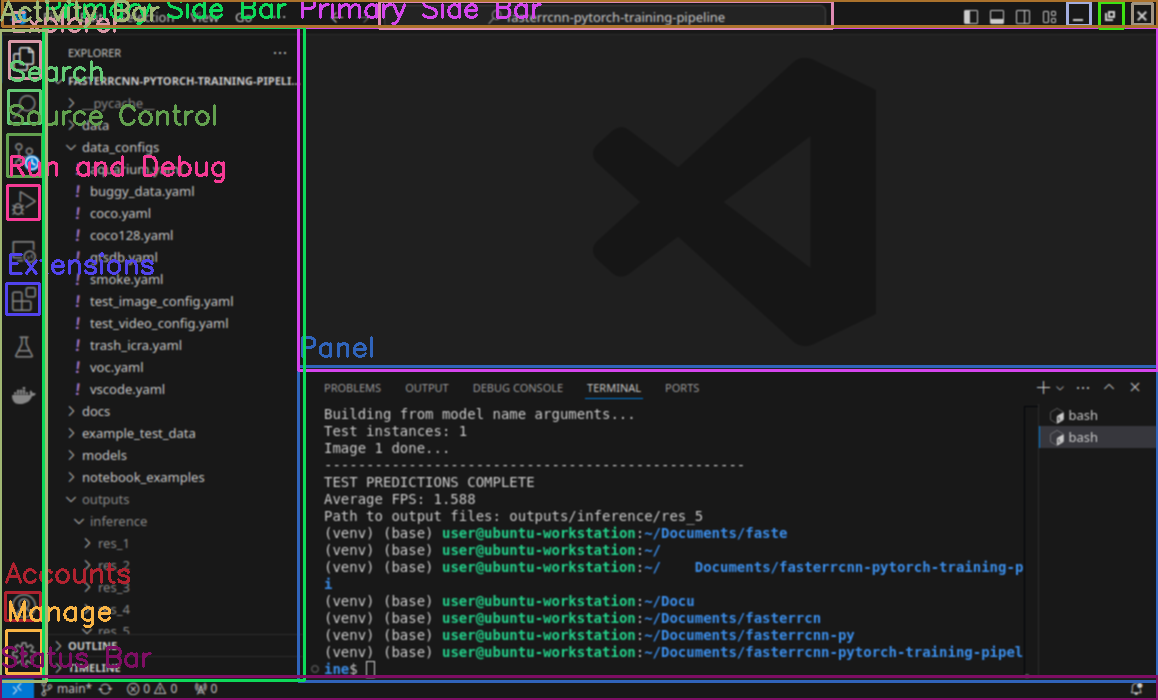 Activity Bar Primary Side Bar Primary Side Bar
fasterrcnn-pytorch-training-pipeline
Explorer
EXPLORER
Search
FASTERRCNN-PYTORCH-TRAINING-PIPELI...
__pycache__
Source Control
data
data_configs
Run and Debug
aquarium.yaml
buggy_data.yaml
coco.yaml
coco128.yaml
Extensions
gtsdb.yaml
smoke.yaml
test_image_config.yaml
test_video_config.yaml
trash_icra.yaml
voc.yaml
vscode.yaml
docs
example_test_data
models
notebook_examples
outputs
inference
res_1
Accounts
res_2
res_3
Manage
res_4
res_5
OUTLINE
Status Bar
TIMELINE
Panel
PROBLEMS OUTPUT DEBUG CONSOLE TERMINAL PORTS
Building from model name arguments...
Test instances: 1
Image 1 done...
--------------------------------------------------
TEST PREDICTIONS COMPLETE
Average FPS: 1.588
Path to output files: outputs/inference/res_5
(venv) (base) user@ubuntu-workstation:~/Documents/faste
(venv) (base) user@ubuntu-workstation:~/
(venv) (base) user@ubuntu-workstation:~/ Documents/fasterrcnn-pytorch-training-p
i
(venv) (base) user@ubuntu-workstation:~/Docu
(venv) (base) user@ubuntu-workstation:~/Documents/fasterrcn
(venv) (base) user@ubuntu-workstation:~/Documents/fasterrcnn-py
(venv) (base) user@ubuntu-workstation:~/Documents/fasterrcnn-pytorch-training-pipel
ine$
bash
bash
main* 0 0 0